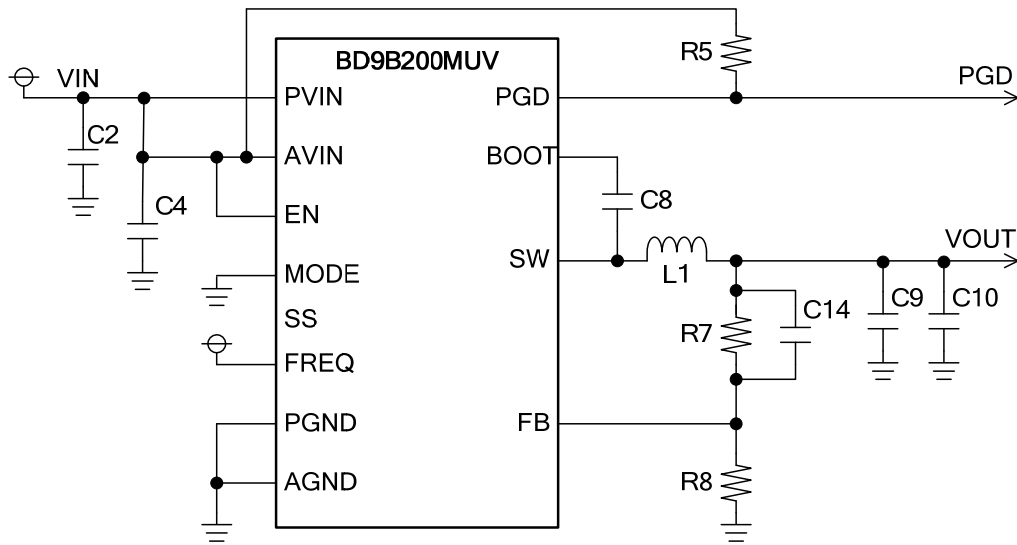 BD9B200MUV
R5
VIN
PVIN
PGD
PGD
C2
AVIN
BOOT
C4
C8
EN
SW
VOUT
MODE
L1
C9
C10
SS
R7
C14
FREQ
PGND
FB
AGND
R8